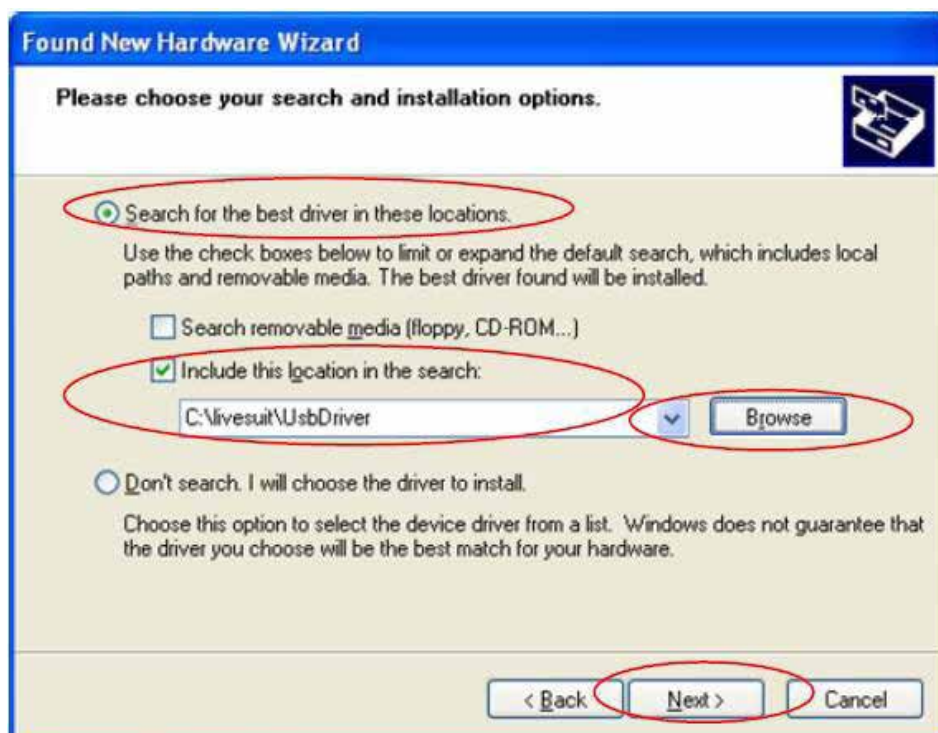 Found New Hardware Wizard
Please choose your search and installation options.
Search for the best driver in these locations.
Use the check boxes below to limit or expand the default search, which includes local
paths and removable media. The best driver found will be installed.
Search removable media (floppy, CD-ROM...)
Include this location in the search:
C:\livesuit\UsbDriver
Browse
Don't search. I will choose the driver to install.
Choose this option to select the device driver from a list. Windows does not guarantee that
the driver you choose will be the best match for your hardware.
< Back Next > Cancel